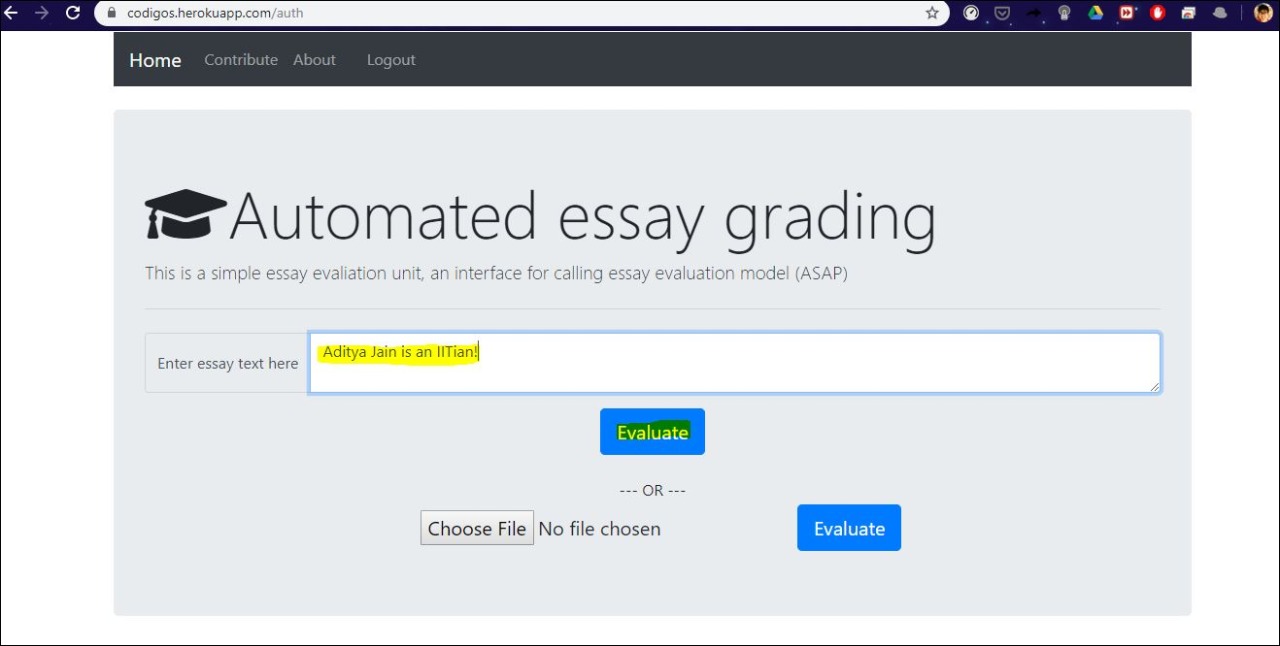 codigos.herokuapp.com/auth
Home Contribute About Logout
Automated essay grading
This is a simple essay evaliation unit, an interface for calling essay evaluation model (ASAP)
Enter essay text here Aditya Jain is an IITian!
Evaluate
--- OR ---
Choose File No file chosen Evaluate